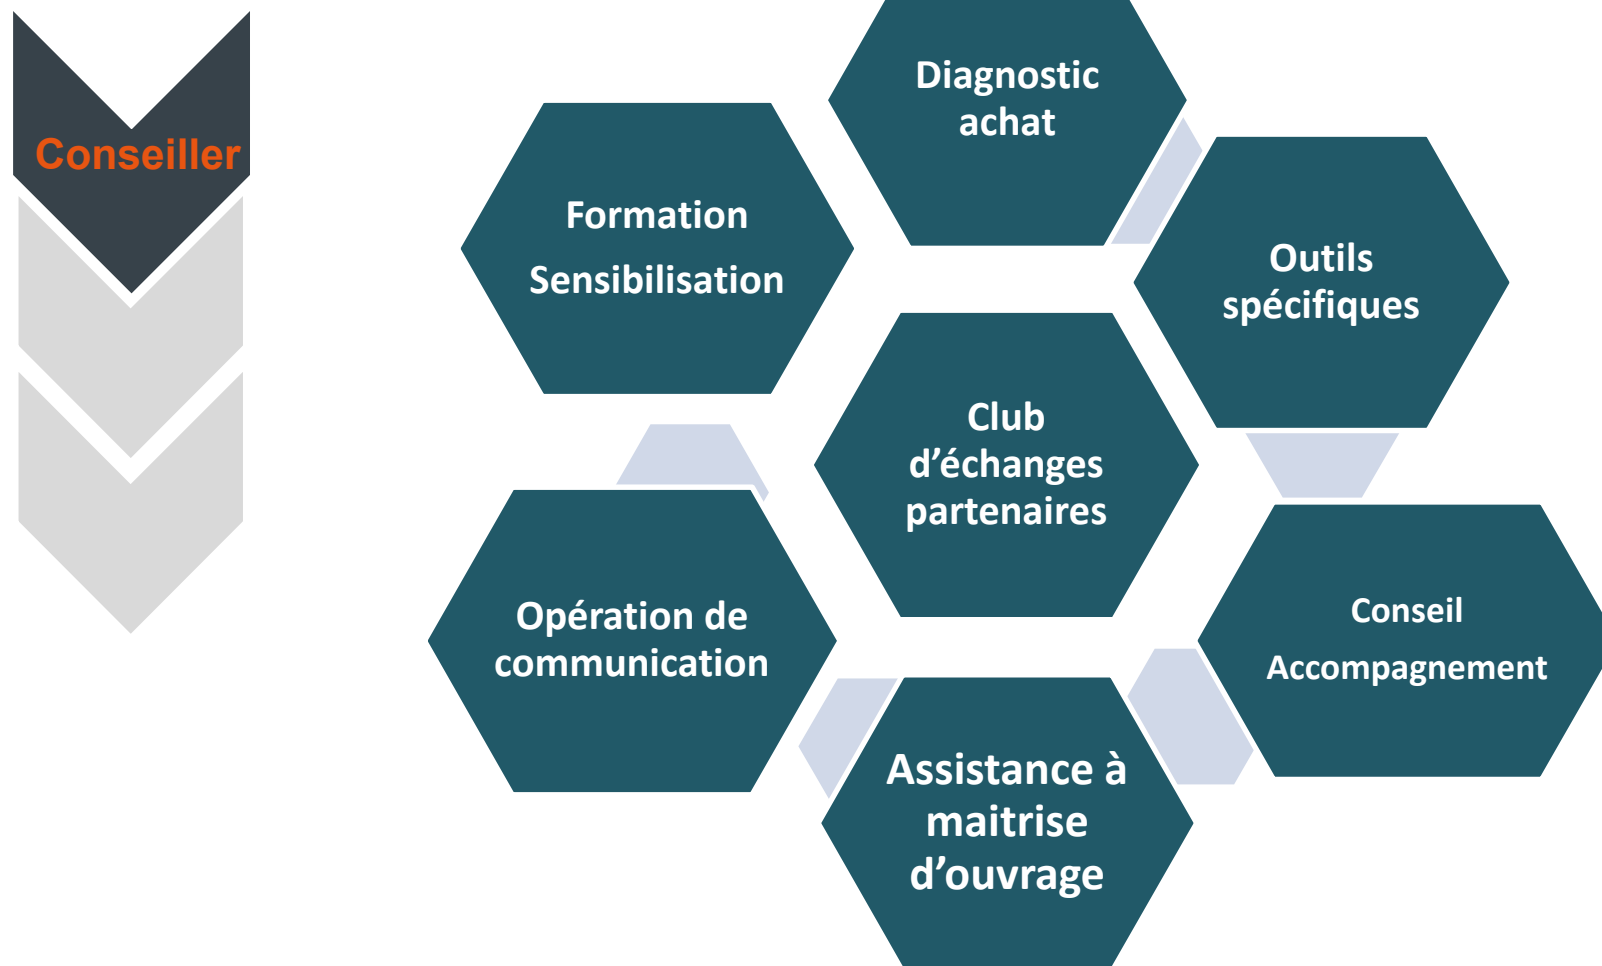 Conseiller
Diagnostic
achat
Formation
Sensibilisation
Outils
spécifiques
Club
d’échanges
partenaires
Opération de
communication
Conseil
Accompagnement
Assistance à
maitrise
d’ouvrage